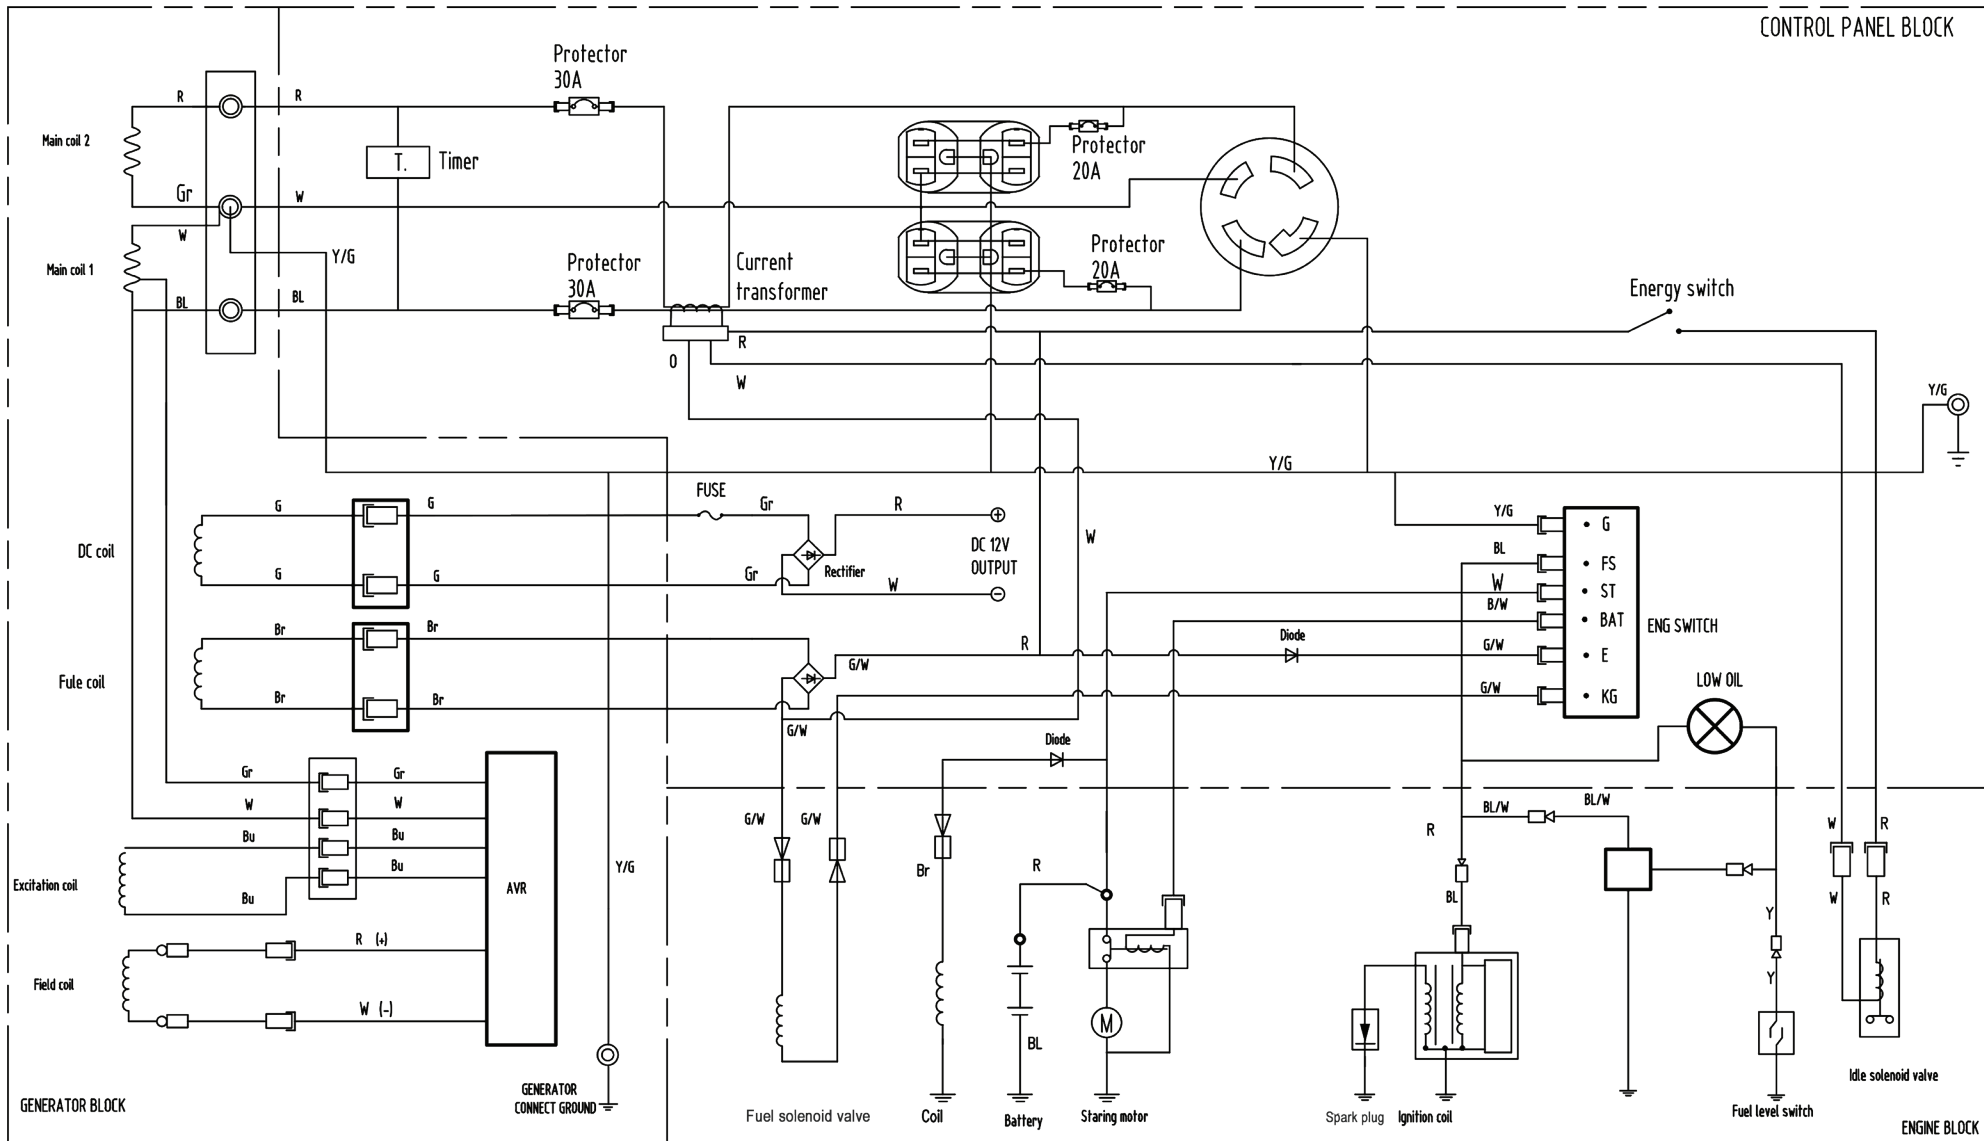 CONTROL PANEL BLOCK
Protector
30A
R
R
Main coil 2
T.
Timer
Protector
20A
Gr
W
W
Y/G
Main coil 1
Protector
30A
Current
transformer
Protector
20A
BL
BL
Energy switch
R
O
W
Y/G
Y/G
FUSE
G
G
Gr
R
DC coil
DC 12V
OUTPUT
Rectifier
G
G
Gr
W
W
Y/G
G
BL
FS
W
ST
B/W
BAT
ENG SWITCH
Br
Br
R
Diode
G/W
E
G/W
Fule coil
Br
Br
G/W
KG
G/W
LOW OIL
Diode
Gr
Gr
W
W
Bu
Bu
Bu
Bu
Excitation coil
AVR
Y/G
G/W
G/W
Br
R
BL
R
BL/W
BL/W
BL
W
R
W
R
Y
Y
R (+)
Field coil
W (-)
M
GENERATOR BLOCK
GENERATOR
CONNECT GROUND
Fuel solenoid valve
Coil
Battery
Staring motor
Spark plug
Ignition coil
Fuel level switch
Idle solenoid valve
ENGINE BLOCK